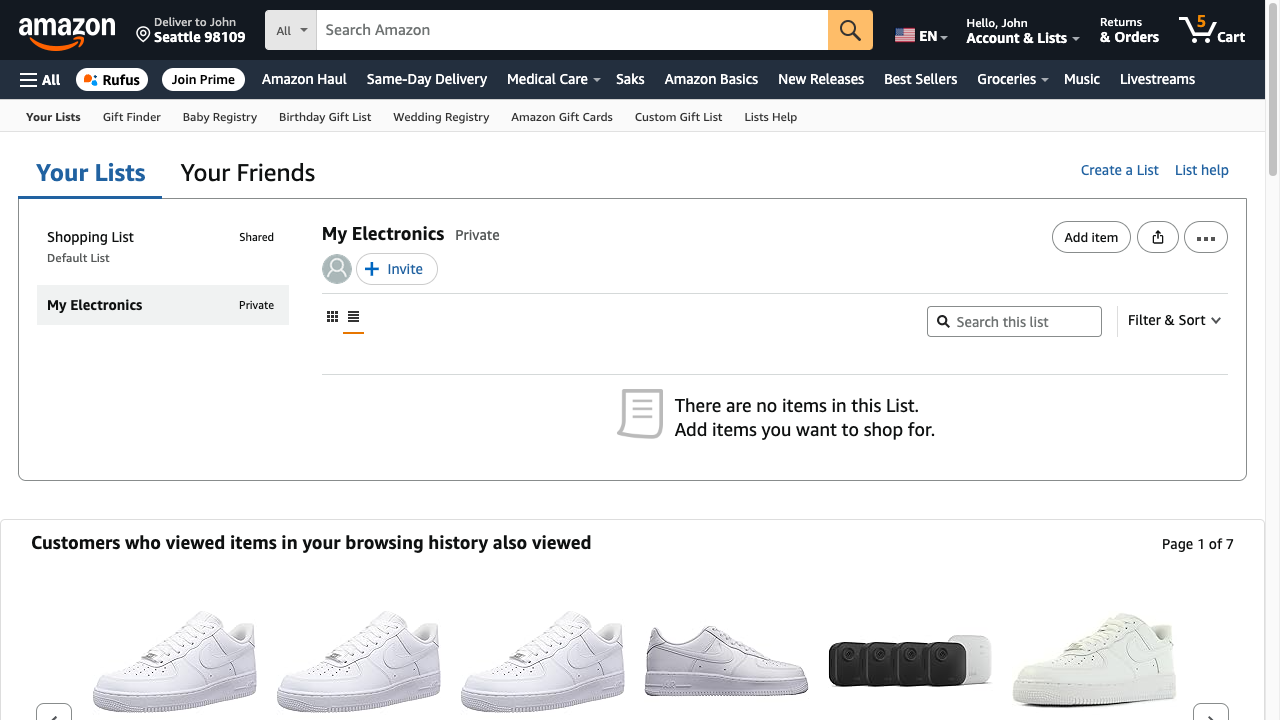 amazon
Deliver to John
Seattle 98109
All
Search Amazon
EN
Hello, John
Account & Lists
Returns
& Orders
5
Cart
All
Rufus
Join Prime
Amazon Haul
Same-Day Delivery
Medical Care
Saks
Amazon Basics
New Releases
Best Sellers
Groceries
Music
Livestreams
Your Lists
Gift Finder
Baby Registry
Birthday Gift List
Wedding Registry
Amazon Gift Cards
Custom Gift List
Lists Help
Your Lists
Your Friends
Create a List
List help
Shopping List
Shared
Default List
My Electronics
Private
My Electronics
Private
Add item
Invite
Search this list
Filter & Sort
There are no items in this List.
Add items you want to shop for.
Customers who viewed items in your browsing history also viewed
Page 1 of 7